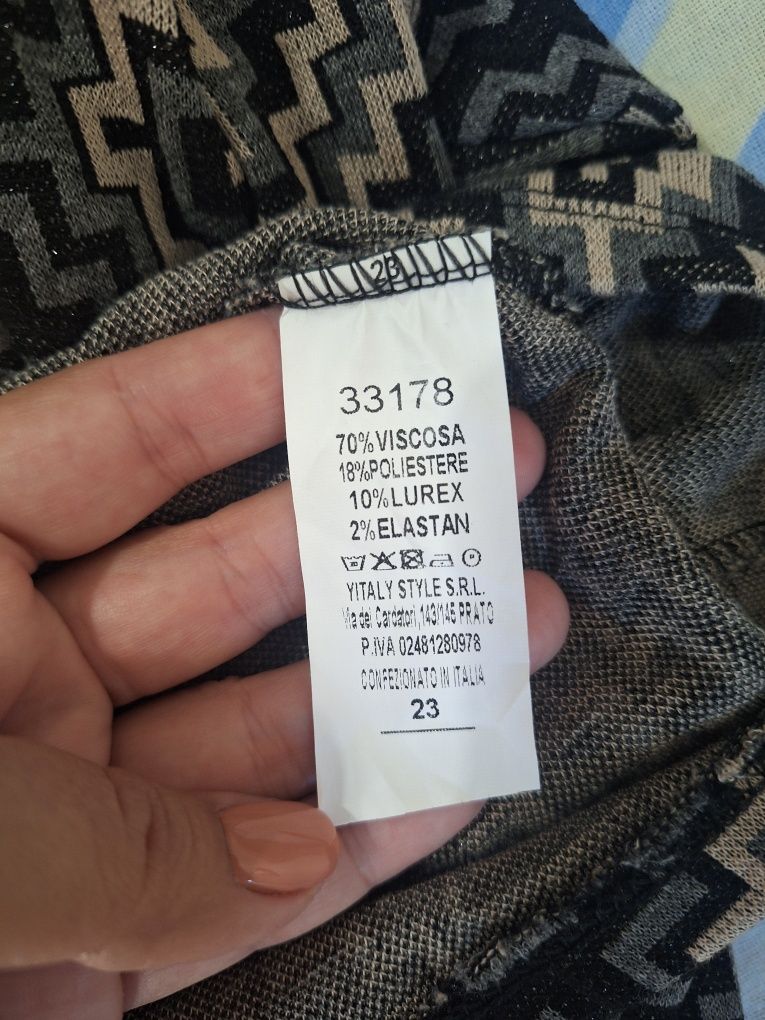 23
33178
70%VISCOSA
18%POLIESTERE
10%LUREX
2%ELASTAN
YITALY STYLE S.R.L.
Via dei Cardatori,143/145 PRATO
P.IVA 02481280978
CONFEZIONATO IN ITALIA
23